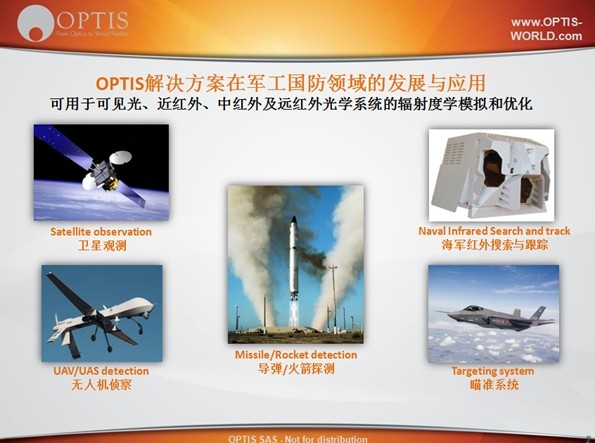 OPTIS
From Optics to Virtual Reality
www.OPTIS-
WORLD.com
OPTIS解决方案在军工国防领域的发展与应用
可用于可见光、近红外、中红外及远红外光学系统的辐射度学模拟和优化
Satellite observation
卫星观测
Naval Infrared Search and track
海军红外搜索与跟踪
UAV/UAS detection
无人机侦察
Missile/Rocket detection
导弹/火箭探测
Targeting system
瞄准系统
OPTIS SAS - Not for distribution